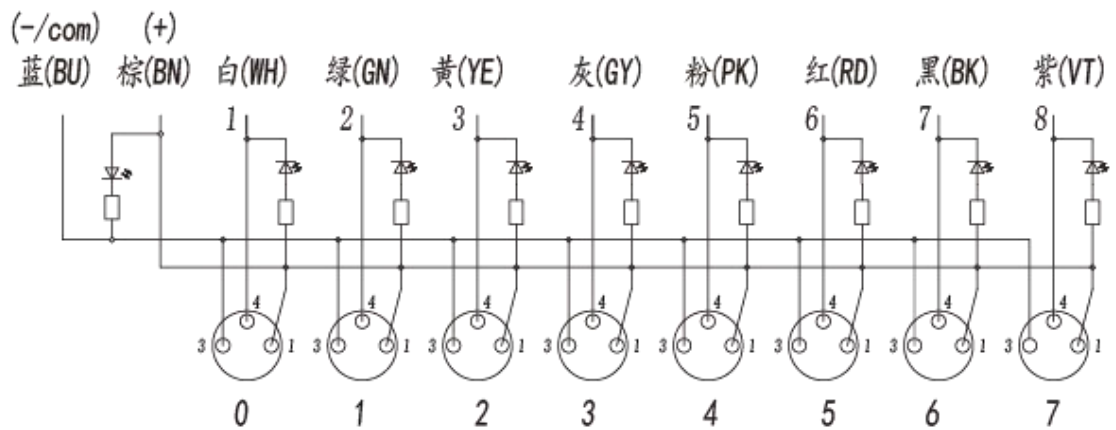 (-/com) (+)
蓝(BU) 棕(BN) 白(WH) 绿(GN) 黄(YE) 灰(GY) 粉(PK) 红(RD) 黑(BK) 紫(VT)
1 2 3 4 5 6 7 8
4 4 4 4 4 4 4 4
3 1 3 1 3 1 3 1 3 1 3 1 3 1 3 1
0 1 2 3 4 5 6 7